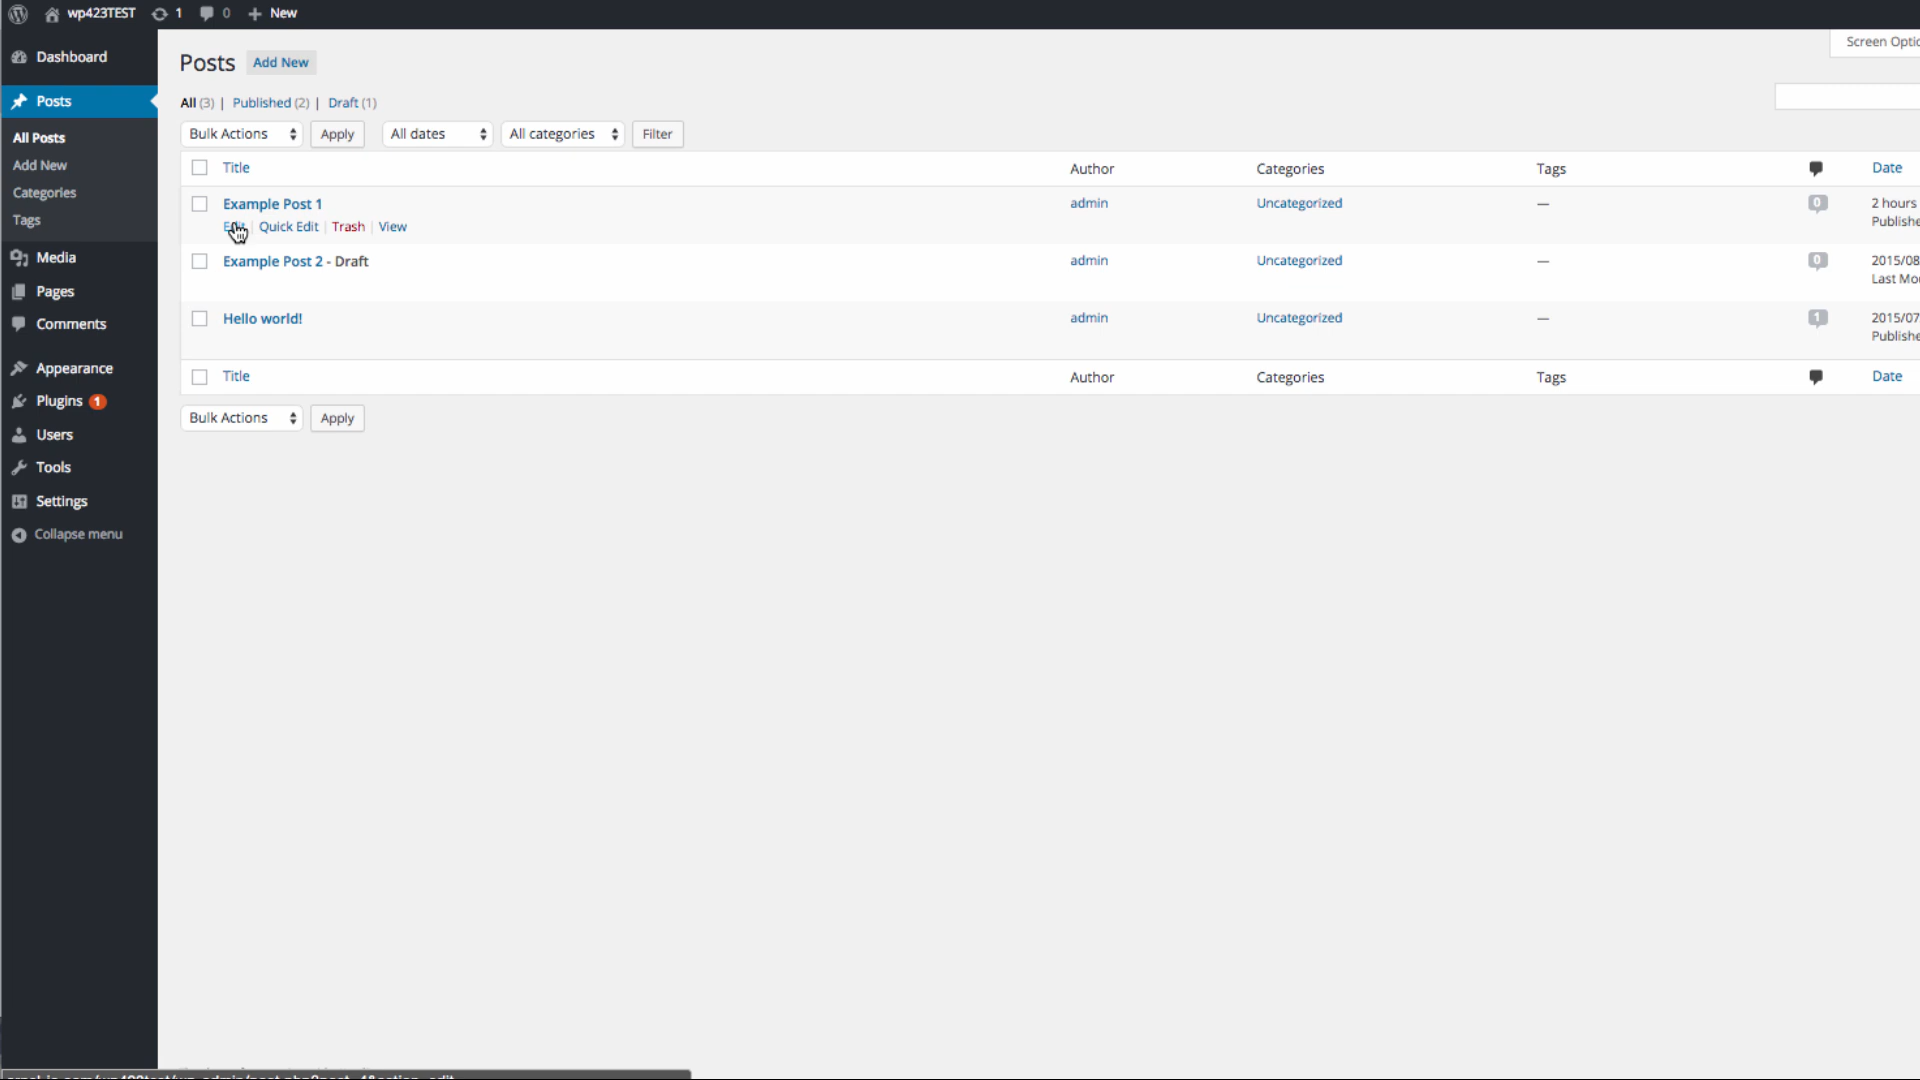 wp423TEST 1 0 + New
Screen Optic
Dashboard
Posts Add New
Posts
All (3) | Published (2) | Draft (1)
Bulk Actions Apply All dates All categories Filter
All Posts
Add New
Categories
Tags
Title Author Categories Tags Date
Example Post 1 admin Uncategorized — 0 2 hours
Edit | Quick Edit | Trash | View Publishe
Example Post 2 - Draft admin Uncategorized — 0 2015/08
Last Mo
Hello world! admin Uncategorized — 1 2015/07
Publishe
Title Author Categories Tags Date
Bulk Actions Apply
Media
Pages
Comments
Appearance
Plugins 1
Users
Tools
Settings
Collapse menu